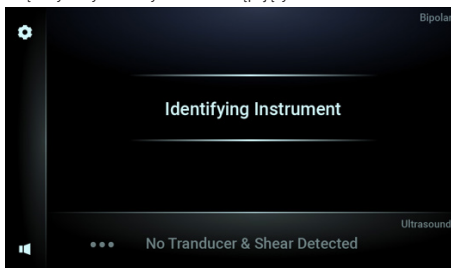 Bipolar
Identifying Instrument
Ultrasound
No Tranducer & Shear Detected